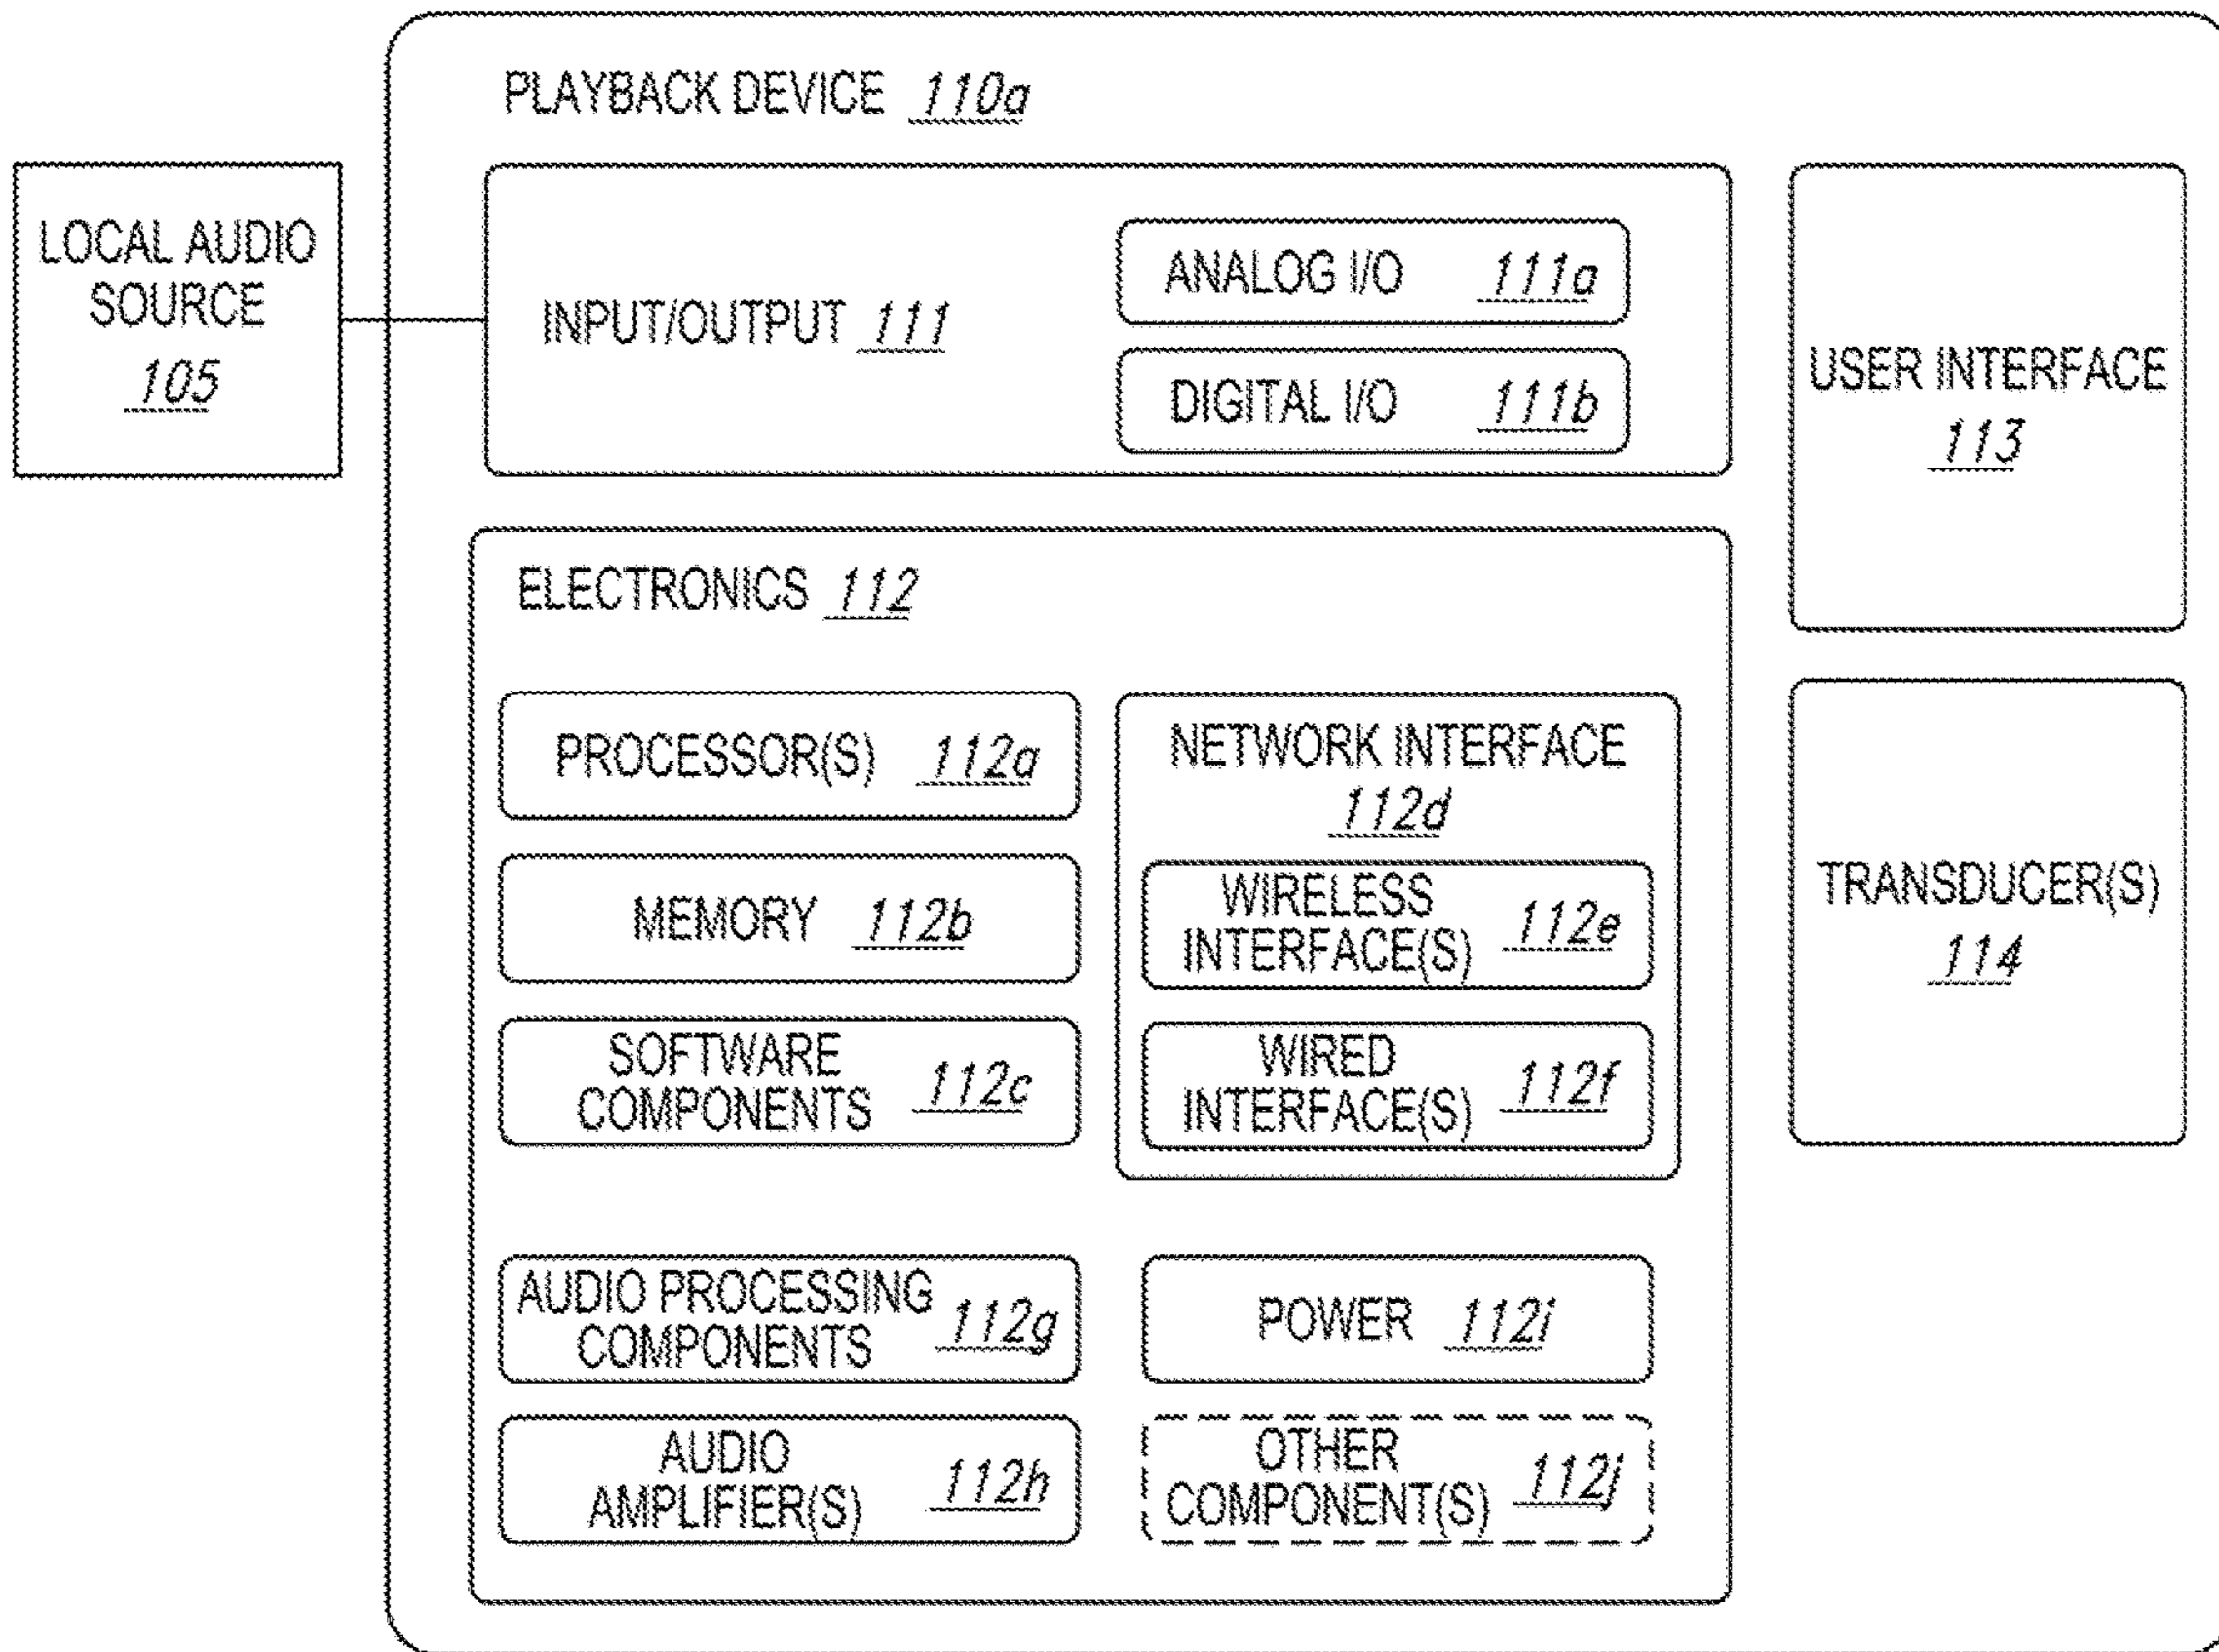 PLAYBACK DEVICE 110a
LOCAL AUDIO
SOURCE
105
INPUT/OUTPUT 111
ANALOG I/O 111a
DIGITAL I/O 111b
USER INTERFACE
113
ELECTRONICS 112
PROCESSOR(S) 112a
MEMORY 112b
SOFTWARE
COMPONENTS 112c
NETWORK INTERFACE
112d
WIRELESS
INTERFACE(S) 112e
WIRED
INTERFACE(S) 112f
TRANSDUCER(S)
114
AUDIO PROCESSING
COMPONENTS 112g
POWER 112i
AUDIO
AMPLIFIER(S) 112h
OTHER
COMPONENT(S) 112j